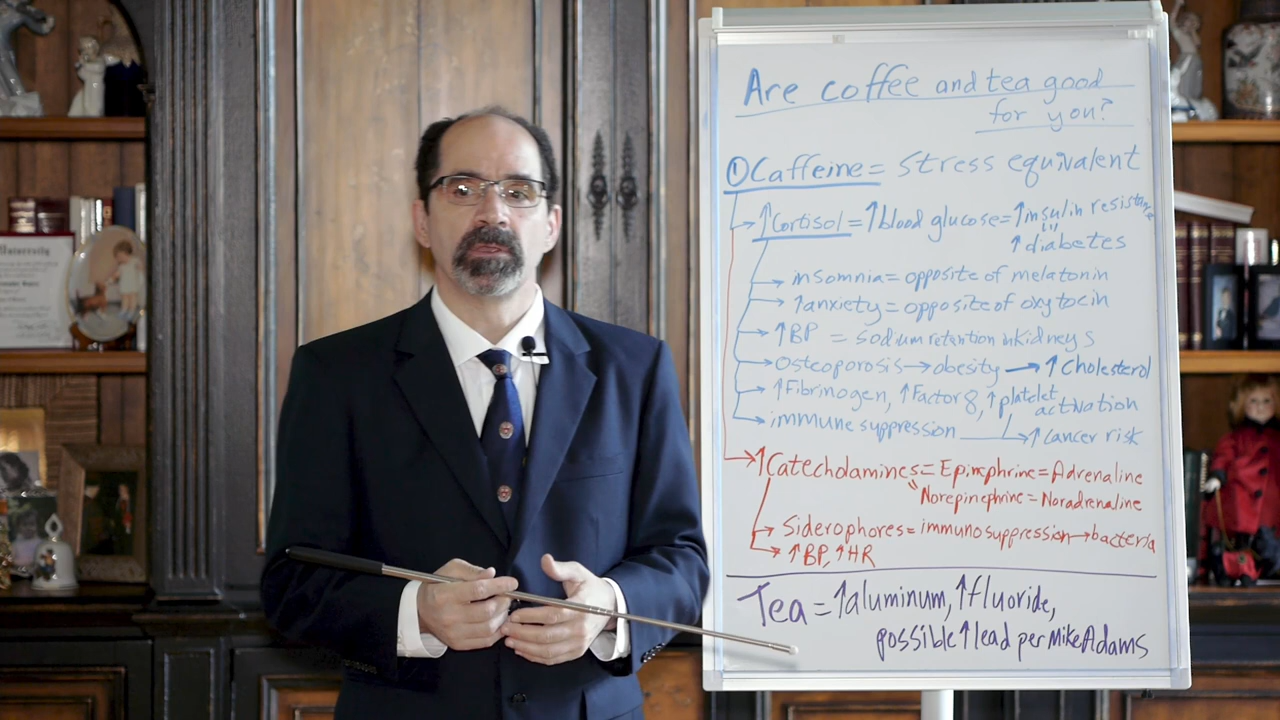 Are coffee and tea good
for you?
①Caffeine = stress equivalent
↑Cortisol = ↑blood glucose = ↑insulin resistance
↑ diabetes
insomnia = opposite of melatonin
↑anxiety = opposite of oxytocin
↑BP = sodium retention in kidneys
Osteoporosis → obesity → ↑ Cholesterol
↑Fibrinogen, ↑Factor 8, ↑platelet
activation
immune suppression → ↑ cancer risk
↑Catecholamines = Epinephrine = Adrenaline
" Norepinephrine = Noradrenaline
Siderophores = immunosuppression → bacteria
↑BP, ↑HR
Tea = ↑aluminum, ↑fluoride,
possible ↑lead per Mike Adams
University